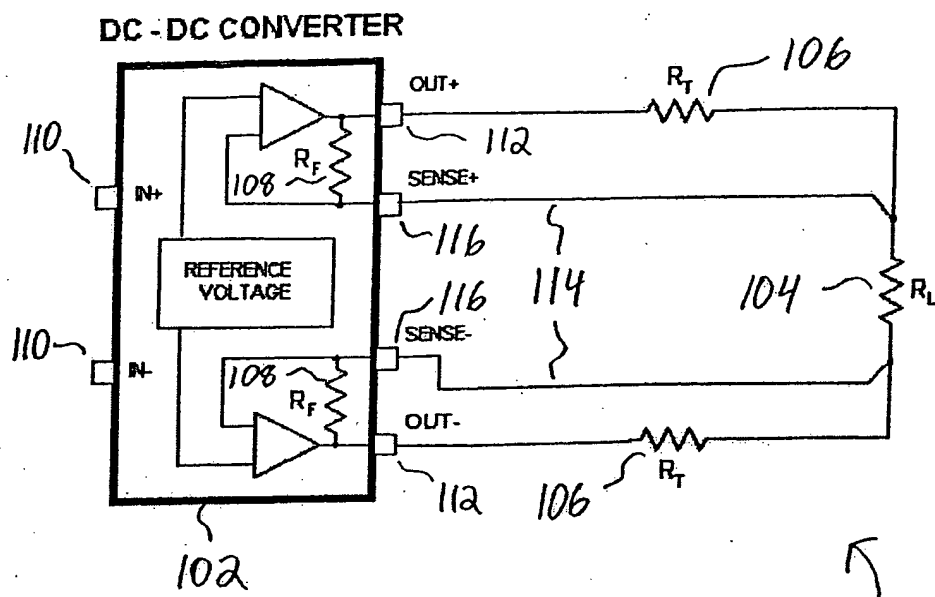 DC - DC CONVERTER
106
OUT+
R_T
110
112
R_F
108
IN+
SENSE+
116
REFERENCE
VOLTAGE
116
114
104
R_L
SENSE-
110
IN-
108
R_F
OUT-
112
106
R_T
102